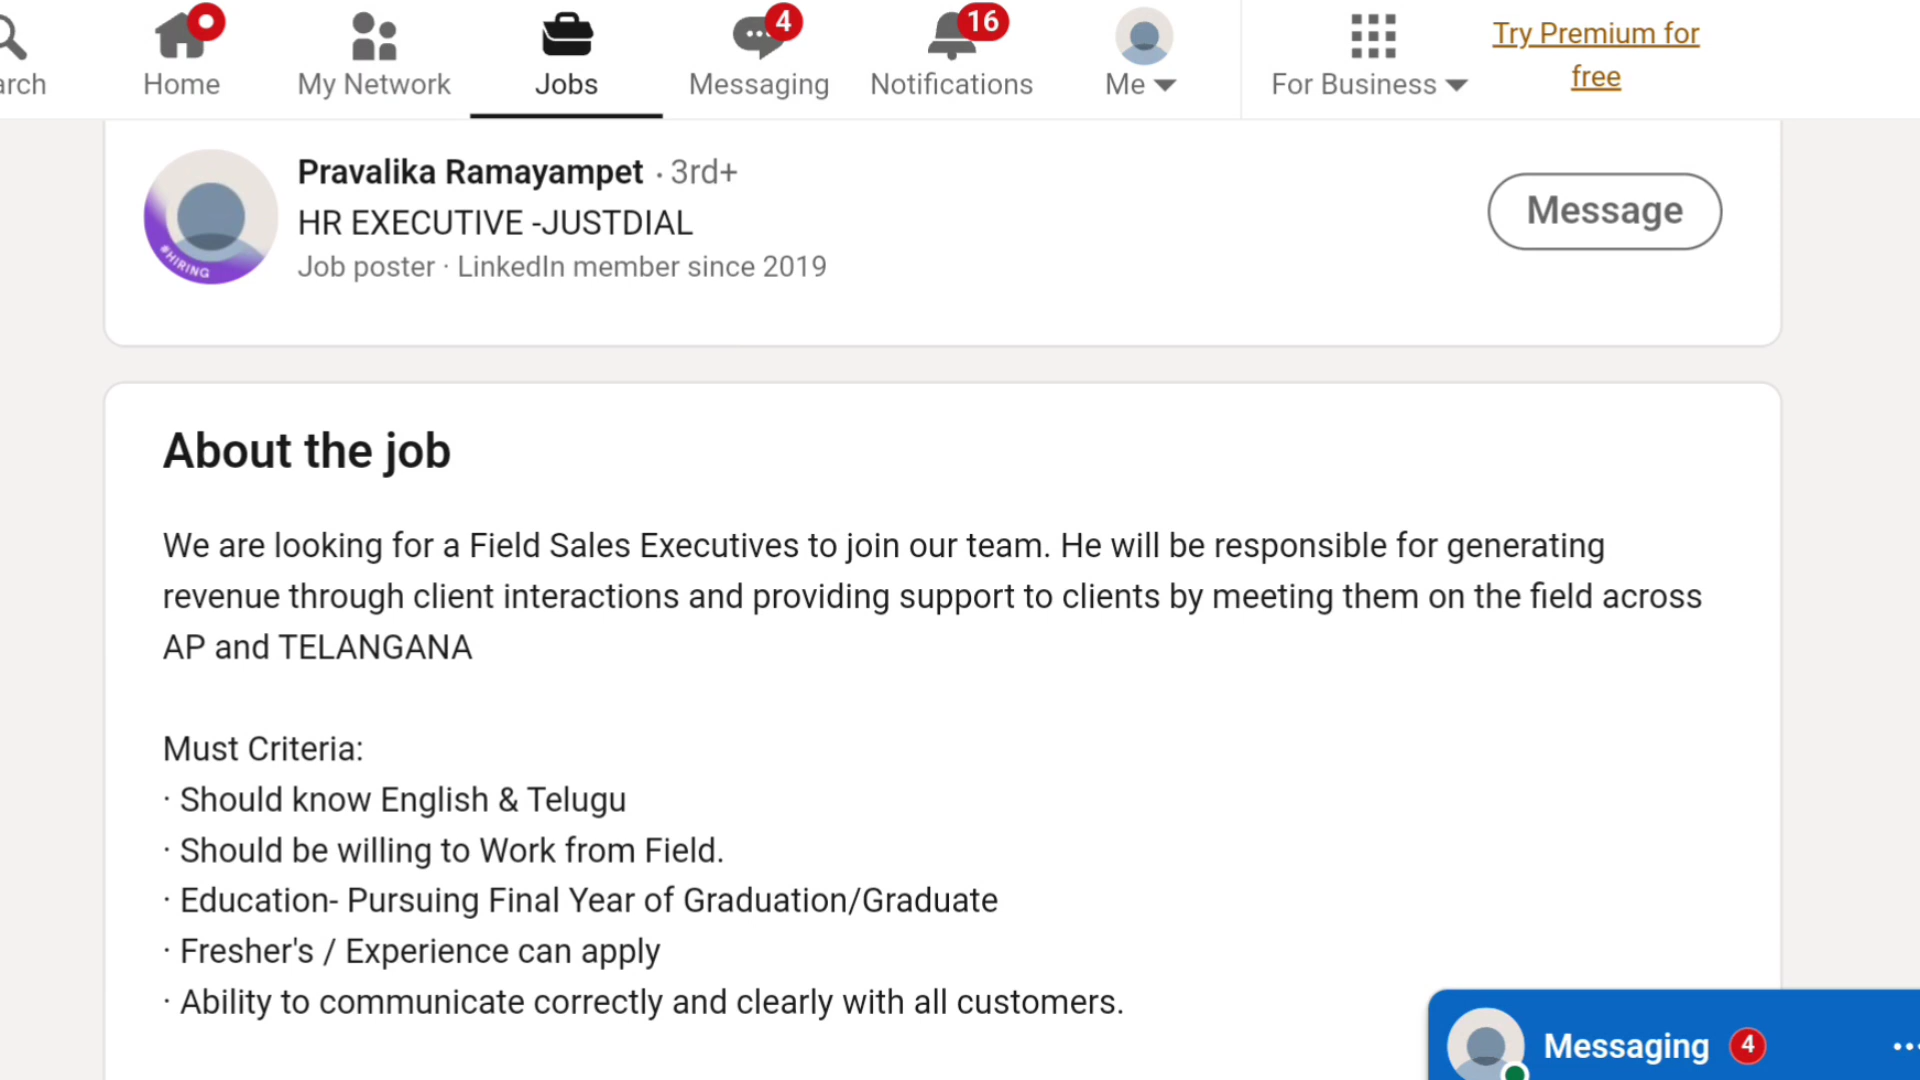 arch
Home
My Network
Jobs
4
Messaging
16
Notifications
Me
For Business
Try Premium for
free
#HIRING
Pravalika Ramayampet · 3rd+
HR EXECUTIVE -JUSTDIAL
Job poster · LinkedIn member since 2019
Message
About the job
We are looking for a Field Sales Executives to join our team. He will be responsible for generating
revenue through client interactions and providing support to clients by meeting them on the field across
AP and TELANGANA
Must Criteria:
· Should know English & Telugu
· Should be willing to Work from Field.
· Education- Pursuing Final Year of Graduation/Graduate
· Fresher's / Experience can apply
· Ability to communicate correctly and clearly with all customers.
Messaging 4